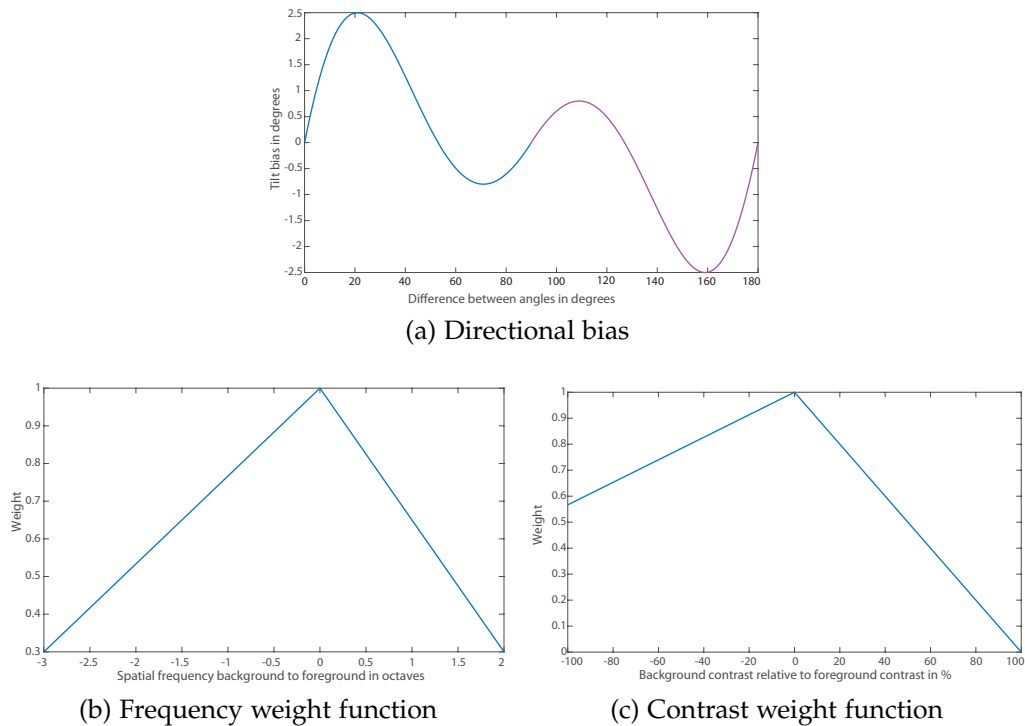 2.5
2
1.5
1
0.5
0
-0.5
-1
-1.5
-2
-2.5
Tilt bias in degrees
0 20 40 60 80 100 120 140 160 180
Difference between angles in degrees
(a) Directional bias
1
0.9
0.8
0.7
0.6
0.5
0.4
0.3
Weight
-3 -2.5 -2 -1.5 -1 -0.5 0 0.5 1 1.5 2
Spatial frequency background to foreground in octaves
(b) Frequency weight function
1
0.9
0.8
0.7
0.6
0.5
0.4
0.3
0.2
0.1
0
Weight
-100 -80 -60 -40 -20 0 20 40 60 80 100
Background contrast relative to foreground contrast in %
(c) Contrast weight function